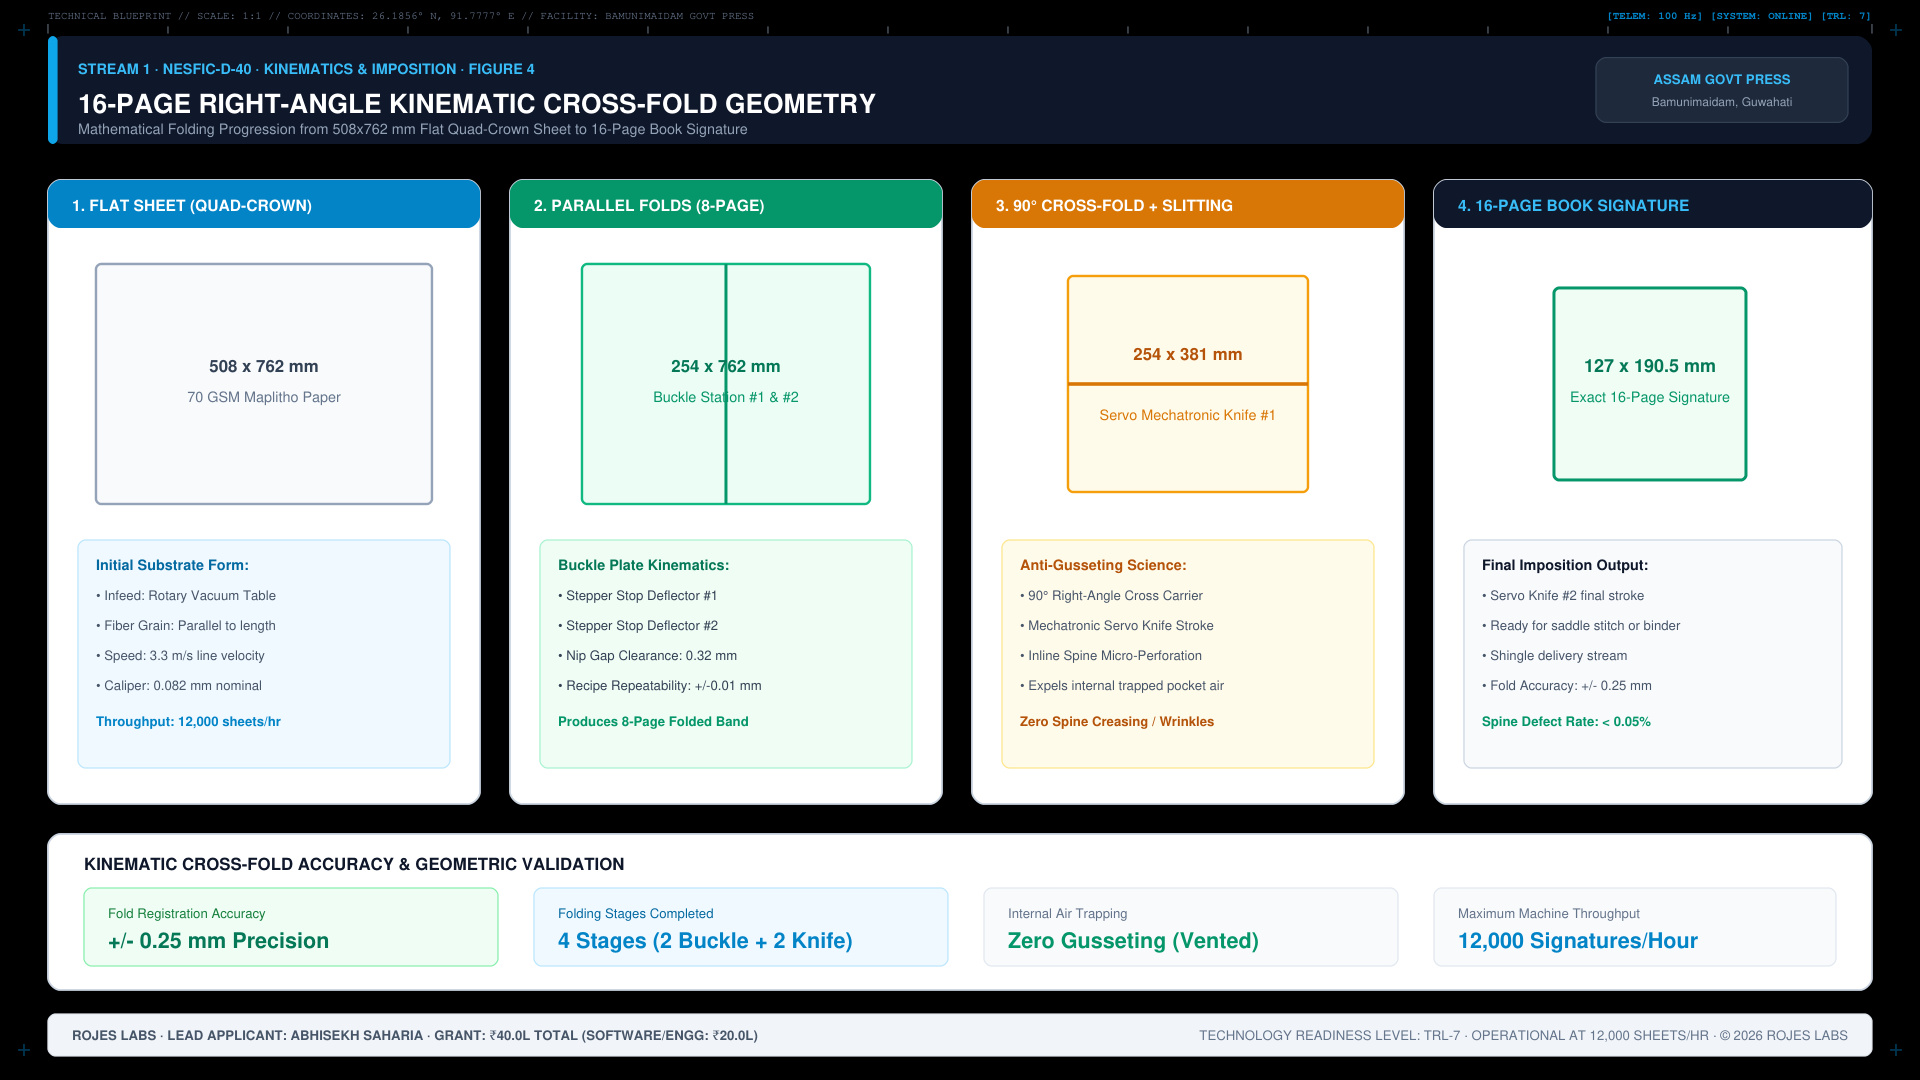 TECHNICAL BLUEPRINT // SCALE: 1:1 // COORDINATES: 26.1856° N, 91.7777° E // FACILITY: BAMUNIMAIDAM GOVT PRESS
[TELEM: 100 Hz] [SYSTEM: ONLINE] [TRL: 7]
STREAM 1 · NESFIC-D-40 · KINEMATICS & IMPOSITION · FIGURE 4
16-PAGE RIGHT-ANGLE KINEMATIC CROSS-FOLD GEOMETRY
Mathematical Folding Progression from 508x762 mm Flat Quad-Crown Sheet to 16-Page Book Signature
ASSAM GOVT PRESS
Bamunimaidam, Guwahati
1. FLAT SHEET (QUAD-CROWN)
508 x 762 mm
70 GSM Maplitho Paper
Initial Substrate Form:
• Infeed: Rotary Vacuum Table
• Fiber Grain: Parallel to length
• Speed: 3.3 m/s line velocity
• Caliper: 0.082 mm nominal
Throughput: 12,000 sheets/hr
2. PARALLEL FOLDS (8-PAGE)
254 x 762 mm
Buckle Station #1 & #2
Buckle Plate Kinematics:
• Stepper Stop Deflector #1
• Stepper Stop Deflector #2
• Nip Gap Clearance: 0.32 mm
• Recipe Repeatability: +/-0.01 mm
Produces 8-Page Folded Band
3. 90° CROSS-FOLD + SLITTING
254 x 381 mm
Servo Mechatronic Knife #1
Anti-Gusseting Science:
• 90° Right-Angle Cross Carrier
• Mechatronic Servo Knife Stroke
• Inline Spine Micro-Perforation
• Expels internal trapped pocket air
Zero Spine Creasing / Wrinkles
4. 16-PAGE BOOK SIGNATURE
127 x 190.5 mm
Exact 16-Page Signature
Final Imposition Output:
• Servo Knife #2 final stroke
• Ready for saddle stitch or binder
• Shingle delivery stream
• Fold Accuracy: +/- 0.25 mm
Spine Defect Rate: < 0.05%
KINEMATIC CROSS-FOLD ACCURACY & GEOMETRIC VALIDATION
Fold Registration Accuracy
+/- 0.25 mm Precision
Folding Stages Completed
4 Stages (2 Buckle + 2 Knife)
Internal Air Trapping
Zero Gusseting (Vented)
Maximum Machine Throughput
12,000 Signatures/Hour
ROJES LABS · LEAD APPLICANT: ABHISEKH SAHARIA · GRANT: ₹40.0L TOTAL (SOFTWARE/ENGG: ₹20.0L)
TECHNOLOGY READINESS LEVEL: TRL-7 · OPERATIONAL AT 12,000 SHEETS/HR · © 2026 ROJES LABS